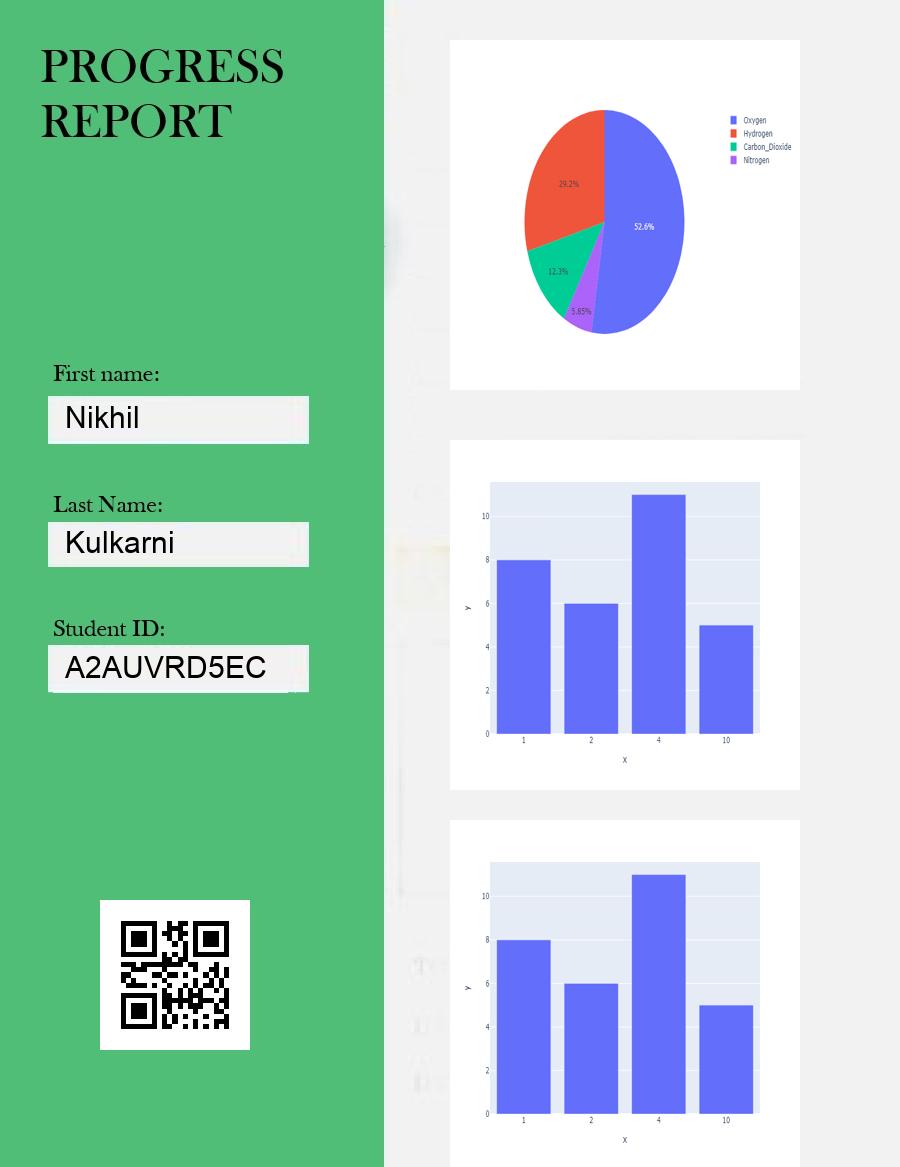 PROGRESS
REPORT
First name:
Nikhil
Last Name:
Kulkarni
Student ID:
A2AUVRD5EC
Oxygen
Hydrogen
Carbon_Dioxide
Nitrogen
29.2%
52.6%
12.3%
5.85%
10
8
6
4
2
0
y
1 2 4 10
x
10
8
6
4
2
0
y
1 2 4 10
x